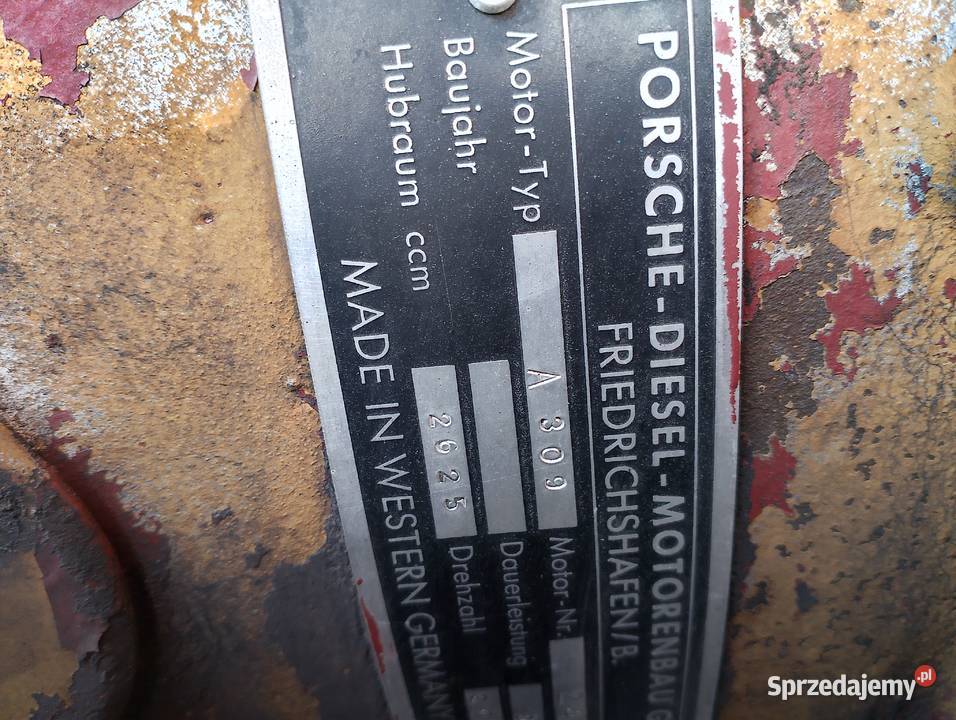 PORSCHE-DIESEL-MOTORENBAU G
FRIEDRICHSHAFEN/B.
Motor-Typ A 309 Motor-Nr.
Baujahr Dauerleistung
Hubraum ccm 2625 Drehzahl
MADE IN WESTERN GERMAN
Sprzedajemy.pl